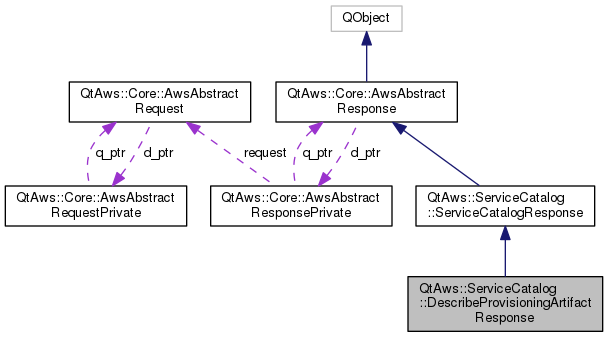 QObject
QtAws::Core::AwsAbstract
Request
QtAws::Core::AwsAbstract
Response
q_ptr
d_ptr
request
q_ptr
d_ptr
QtAws::Core::AwsAbstract
RequestPrivate
QtAws::Core::AwsAbstract
ResponsePrivate
QtAws::ServiceCatalog
::ServiceCatalogResponse
QtAws::ServiceCatalog
::DescribeProvisioningArtifact
Response